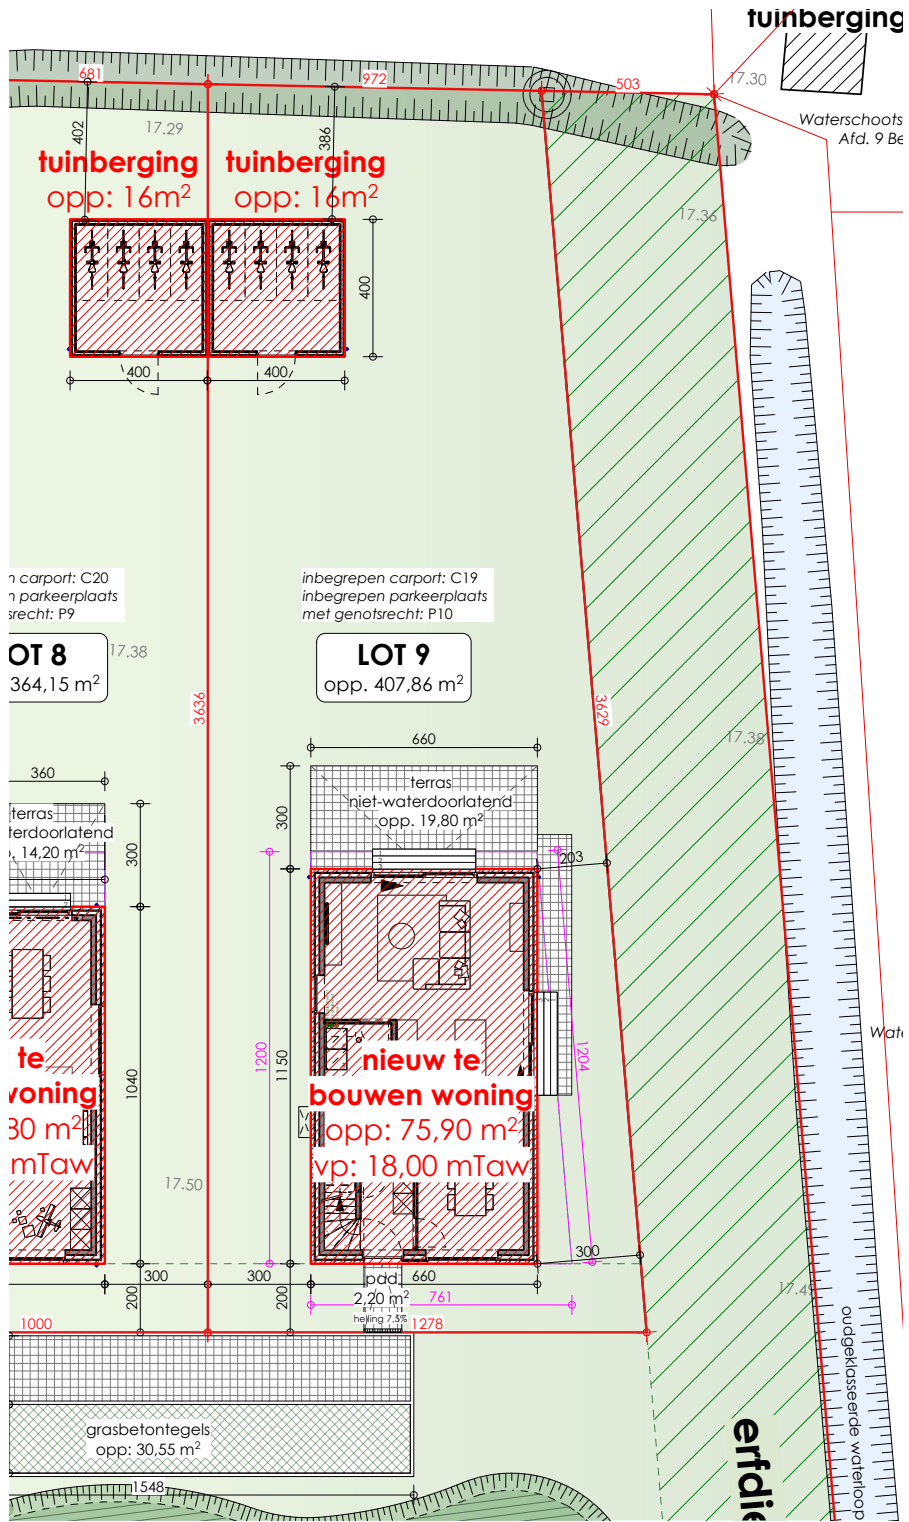 tuinberging
681
972
503
17.30
Waterschoots
Afd. 9 Be
402
17.29
386
tuinberging
opp: 16m²
tuinberging
opp: 16m²
17.36
400
400
400
n carport: C20
n parkeerplaats
srecht: P9
inbegrepen carport: C19
inbegrepen parkeerplaats
met genotsrecht: P10
OT 8
364,15 m²
17.38
LOT 9
opp. 407,86 m²
3636
3629
17.38
660
360
terras
niet-waterdoorlatend
opp. 19,80 m²
300
terras
terdoorlatend
. 14,20 m²
300
203
1200
1150
1204
1040
Wate
te
woning
80 m²
mTaw
nieuw te
bouwen woning
opp: 75,90 m²
vp: 18,00 mTaw
17.50
300
300
300
660
200
200
pad
2,20 m²
helling 7,5%
761
17.49
1000
1278
oudgeklasseerde waterloop
grasbetontegels
opp: 30,55 m²
erfdie
1548